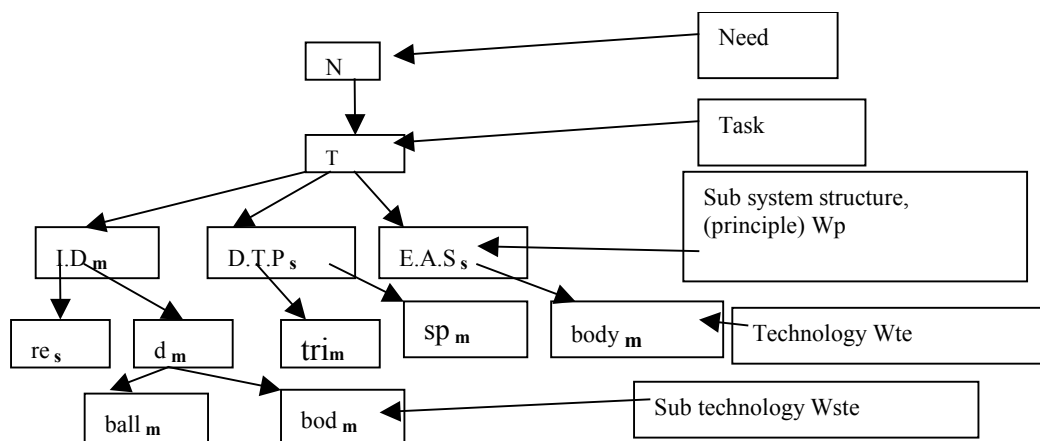 Need
N
Task
T
Sub system structure,
(principle) Wp
I.D m
D.T.P s
E.A.S s
re s
d m
tri m
sp m
body m
Technology Wte
ball m
bod m
Sub technology Wste